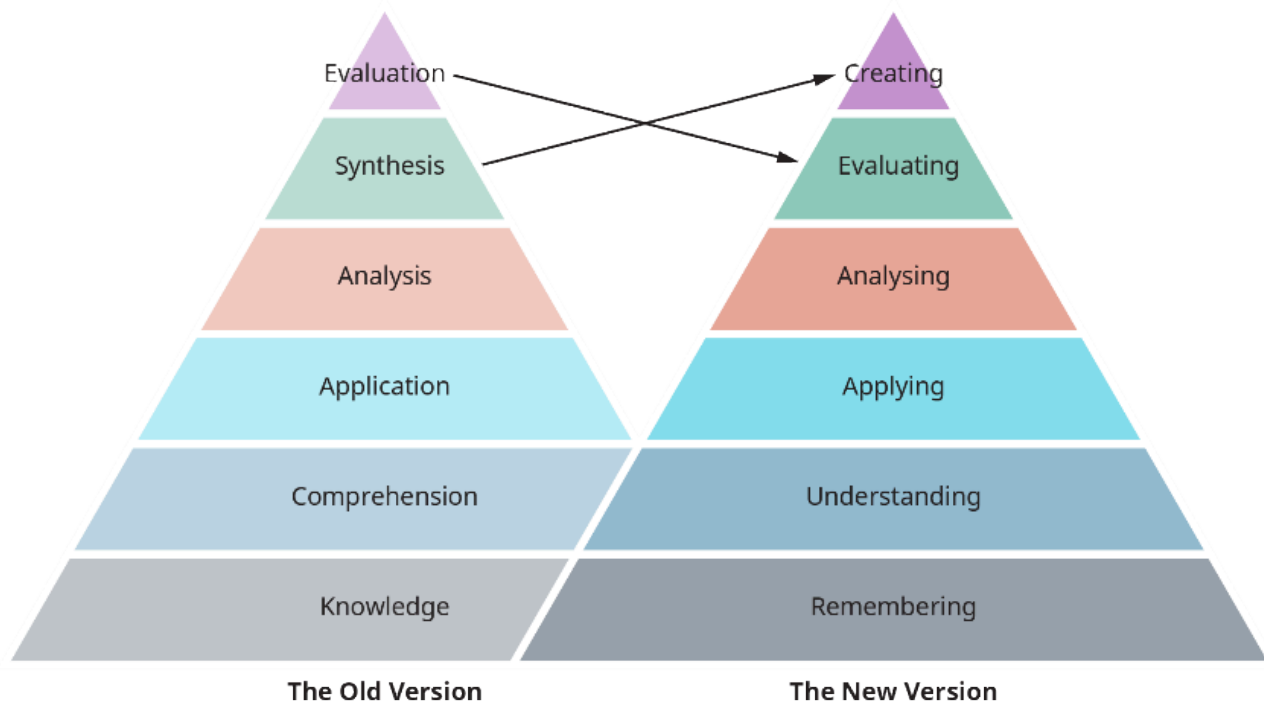 Evaluation
Creating
Synthesis
Evaluating
Analysis
Analysing
Application
Applying
Comprehension
Understanding
Knowledge
Remembering
The Old Version
The New Version